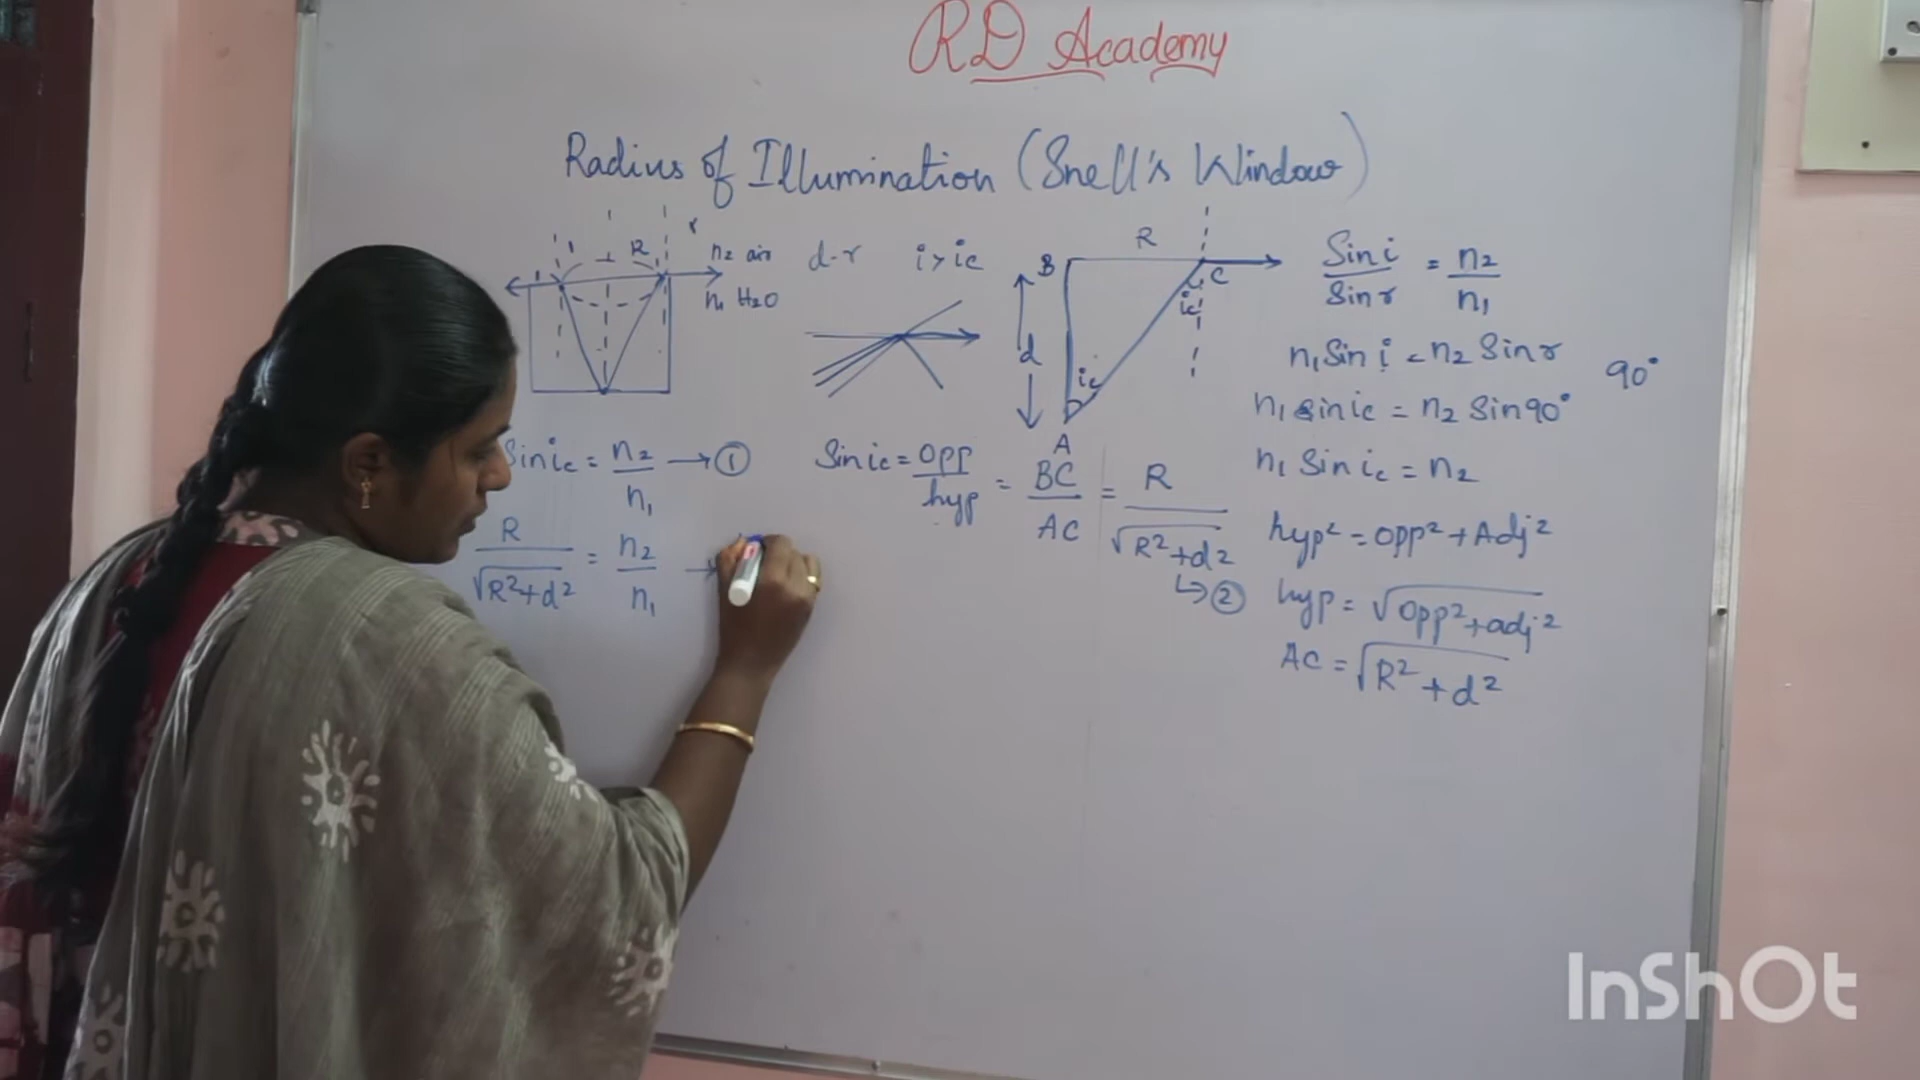 RD Academy
Radius of Illumination (Snell's Window)
R r n2 air
n1 H2O
d-r i > ic
B R C
ic
d
ic
A
Sin i / Sin r = n2 / n1
n1 Sin i = n2 Sin r 90°
n1 sin ic = n2 Sin 90°
n1 Sin ic = n2
Sin ic = n2 / n1 → ①
Sin ic = opp / hyp = BC / AC = R / √R²+d²
↳ ②
R / √R²+d² = n2 / n1 →
hyp² = opp² + Adj²
hyp = √opp²+adj²
AC = √R² + d²
InShOt